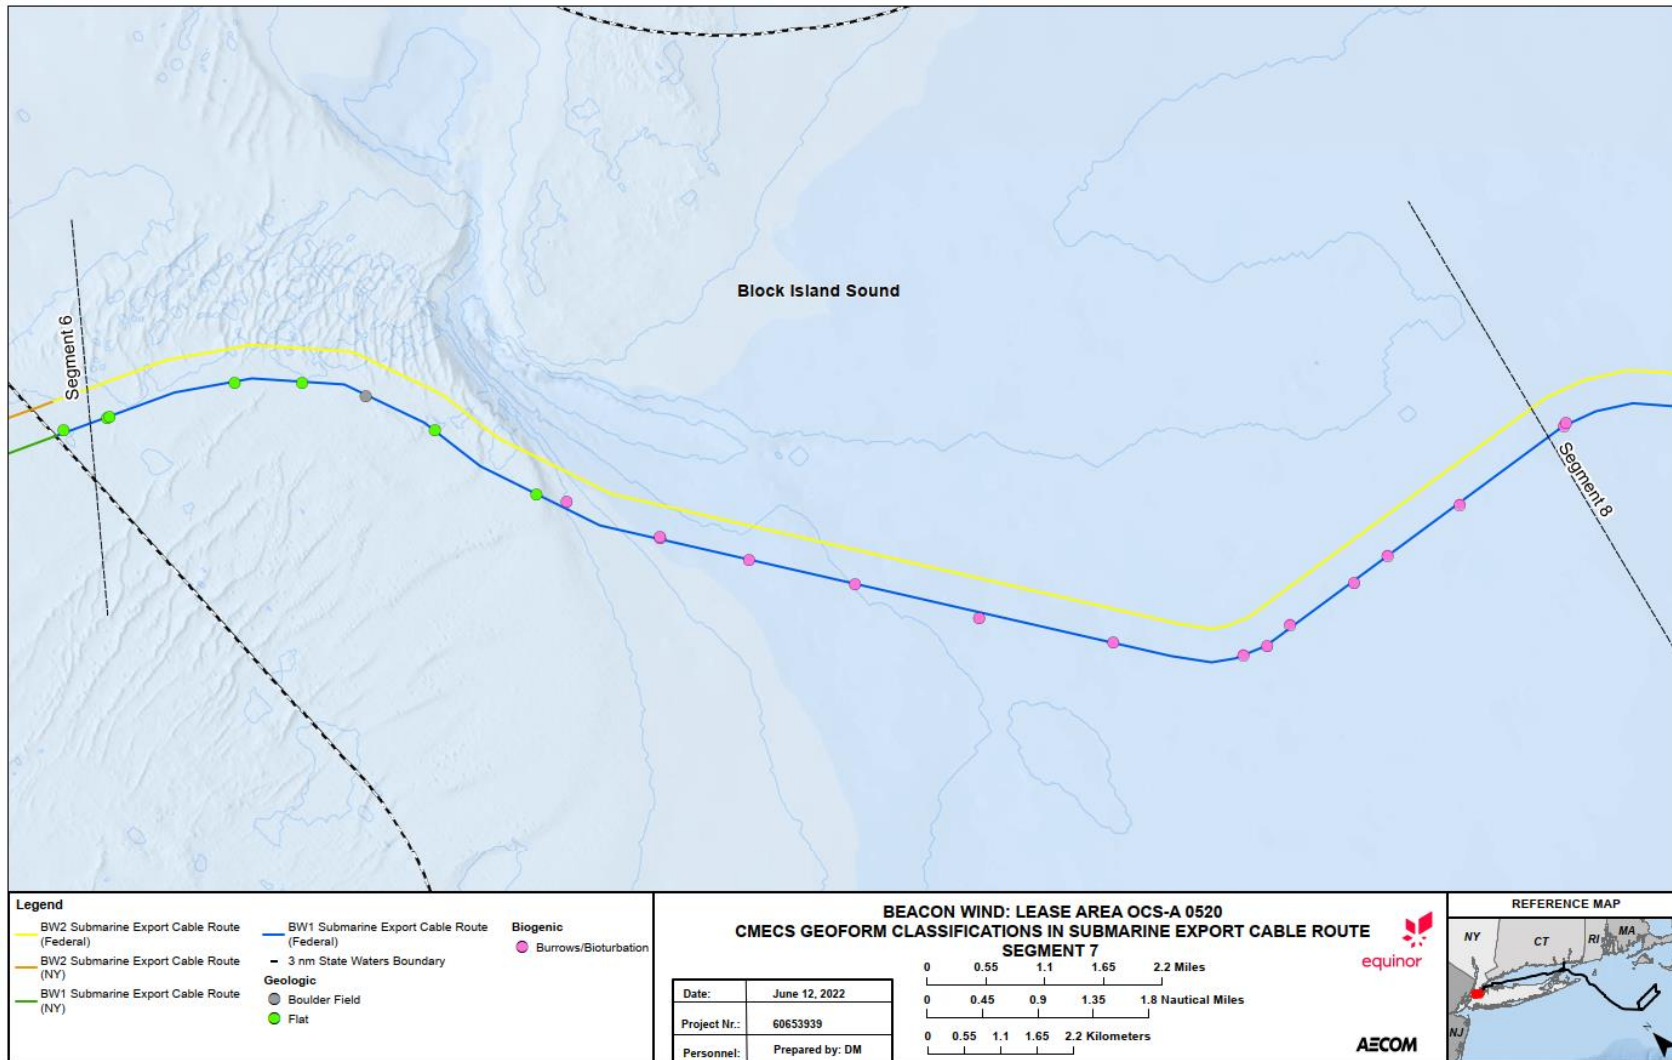 Block Island Sound
Segment 6
Segment 8
Legend
BW2 Submarine Export Cable Route
(Federal)
BW2 Submarine Export Cable Route
(NY)
BW1 Submarine Export Cable Route
(NY)
BW1 Submarine Export Cable Route
(Federal)
3 nm State Waters Boundary
Geologic
Boulder Field
Flat
Biogenic
Burrows/Bioturbation
BEACON WIND: LEASE AREA OCS-A 0520
CMECS GEOFORM CLASSIFICATIONS IN SUBMARINE EXPORT CABLE ROUTE
SEGMENT 7
Date: June 12, 2022
Project Nr.: 60653939
Personnel: Prepared by: DM
0 0.55 1.1 1.65 2.2 Miles
0 0.45 0.9 1.35 1.8 Nautical Miles
0 0.55 1.1 1.65 2.2 Kilometers
equinor
AECOM
REFERENCE MAP
NY CT RI MA
NJ
N